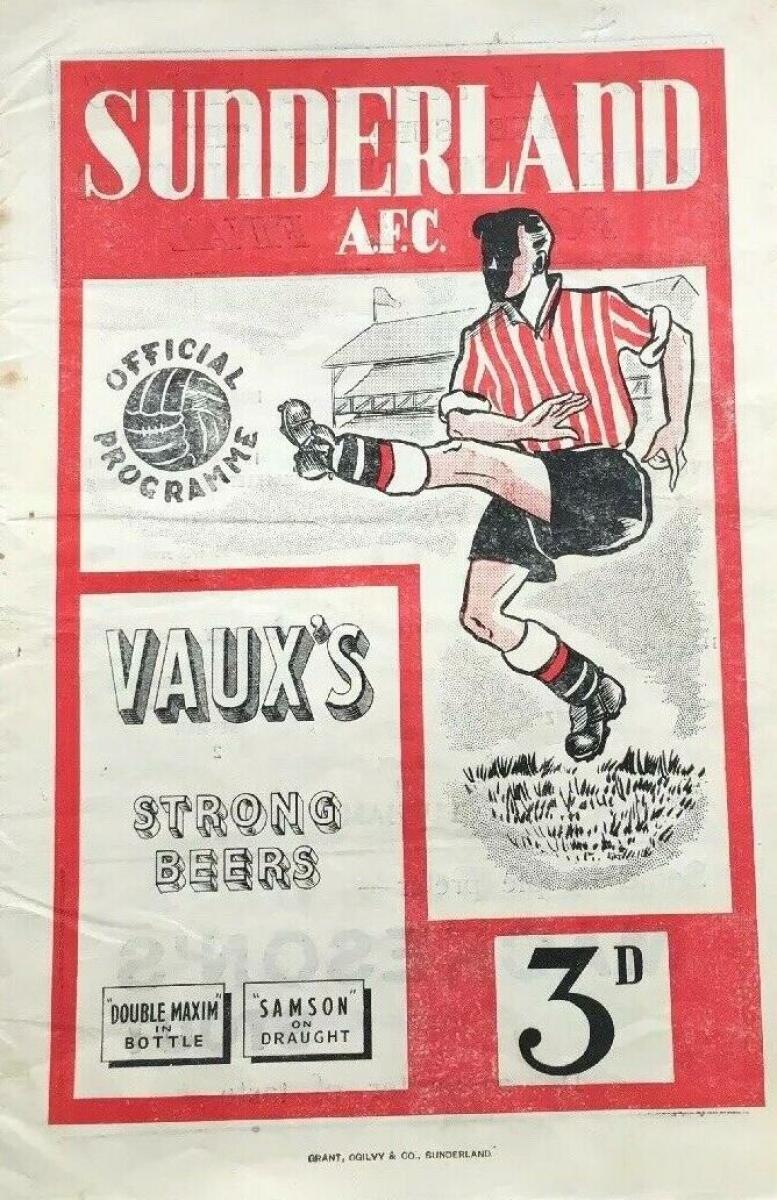 SUNDERLAND
A.F.C.
OFFICIAL
PROGRAMME
VAUX'S
STRONG
BEERS
"DOUBLE MAXIM"
IN
BOTTLE
"SAMSON"
ON
DRAUGHT
3D
GRANT, OGILVY & CO., SUNDERLAND.